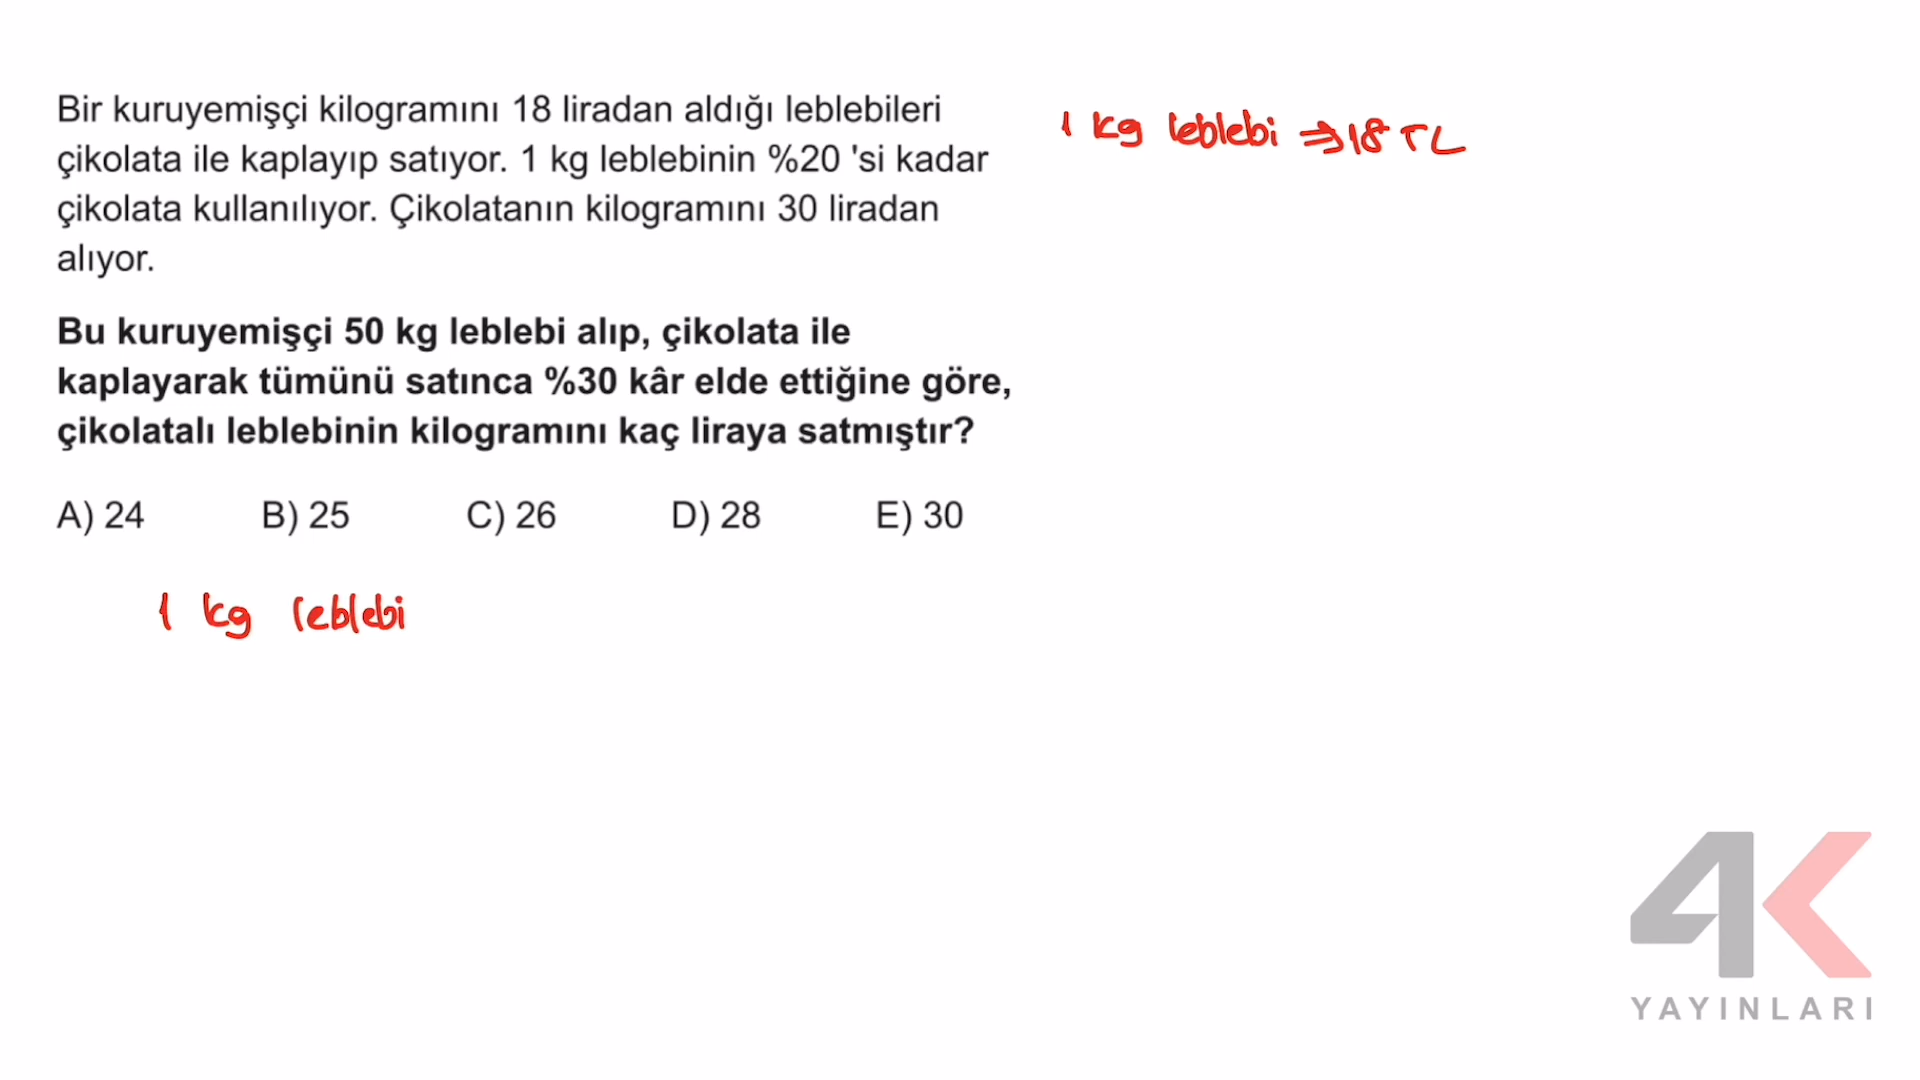 Bir kuruyemişçi kilogramını 18 liradan aldığı leblebileri
çikolata ile kaplayıp satıyor. 1 kg leblebinin %20 'si kadar
çikolata kullanılıyor. Çikolatanın kilogramını 30 liradan
alıyor.
Bu kuruyemişçi 50 kg leblebi alıp, çikolata ile
kaplayarak tümünü satınca %30 kâr elde ettiğine göre,
çikolatalı leblebinin kilogramını kaç liraya satmıştır?
A) 24 B) 25 C) 26 D) 28 E) 30
1 kg leblebi
1 kg leblebi ⇒ 18 TL
4K
YAYINLARI